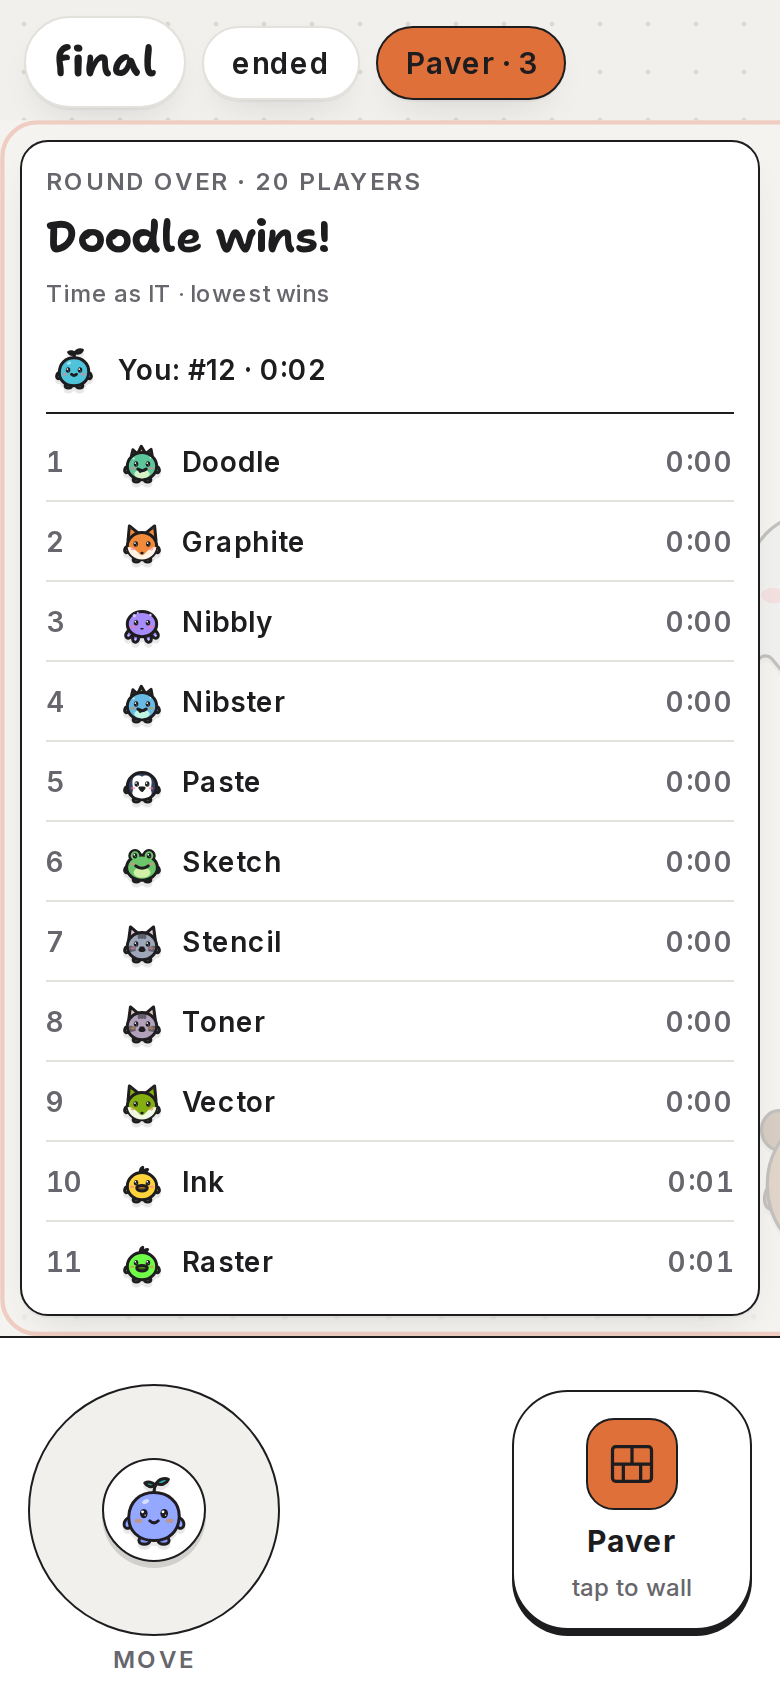 final
ended
Paver · 3
ROUND OVER · 20 PLAYERS
Doodle wins!
Time as IT · lowest wins
You: #12 · 0:02
1 Doodle 0:00
2 Graphite 0:00
3 Nibbly 0:00
4 Nibster 0:00
5 Paste 0:00
6 Sketch 0:00
7 Stencil 0:00
8 Toner 0:00
9 Vector 0:00
10 Ink 0:01
11 Raster 0:01
Paver
tap to wall
MOVE